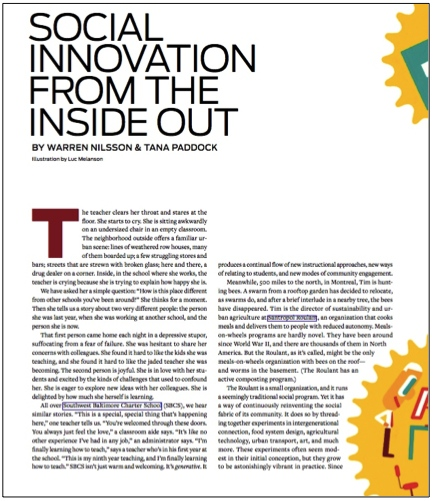 SOCIAL
INNOVATION
FROM THE
INSIDE OUT
BY WARREN NILSSON & TANA PADDOCK
Illustration by Luc Melanson
The teacher clears her throat and stares at the
floor. She starts to cry. She is sitting awkwardly
on an undersized chair in an empty classroom.
The neighborhood outside offers a familiar ur-
ban scene: lines of weathered row houses, many
of them boarded up; a few struggling stores and
bars; streets that are strewn with broken glass; here and there, a
drug dealer on a corner. Inside, in the school where she works, the
teacher is crying because she is trying to explain how happy she is.
We have asked her a simple question: "How is this place different
from other schools you've been around?" She thinks for a moment.
Then she tells us a story about two very different people: the person
she was last year, when she was working at another school, and the
person she is now.
That first person came home each night in a depressive stupor,
suffocating from a fear of failure. She was hesitant to share her
concerns with colleagues. She found it hard to like the kids she was
teaching, and she found it hard to like the jaded teacher she was
becoming. The second person is joyful. She is in love with her stu-
dents and excited by the kinds of challenges that used to confound
her. She is eager to explore new ideas with her colleagues. She is
delighted by how much she herself is learning.
All over Southwest Baltimore Charter School (SBCS), we hear
similar stories. "This is a special, special thing that's happening
here," one teacher tells us. "You're welcomed through these doors.
You always just feel the love," a classroom aide says. "It's like no
other experience I've had in any job," an administrator says. "I'm
finally learning how to teach," says a teacher who's in his first year at
the school. "This is my ninth year teaching, and I'm finally learning
how to teach." SBCS isn't just warm and welcoming. It's generative. It
produces a continual flow of new instructional approaches, new ways
of relating to students, and new modes of community engagement.
Meanwhile, 500 miles to the north, in Montreal, Tim is hunt-
ing bees. A swarm from a rooftop garden has decided to relocate,
as swarms do, and after a brief interlude in a nearby tree, the bees
have disappeared. Tim is the director of sustainability and ur-
ban agriculture at Santropol Roulant, an organization that cooks
meals and delivers them to people with reduced autonomy. Meals-
on-wheels programs are hardly novel. They have been around
since World War II, and there are thousands of them in North
America. But the Roulant, as it's called, might be the only
meals-on-wheels organization with bees on the roof—
and worms in the basement. (The Roulant has an
active composting program.)
The Roulant is a small organization, and it runs
a seemingly traditional social program. Yet it has
a way of continuously reinventing the social
fabric of its community. It does so by thread-
ing together experiments in intergenerational
connection, food system design, agricultural
technology, urban transport, art, and much
more. These experiments often seem mod-
est in their initial conception, but they grow
to be astonishingly vibrant in practice. Since